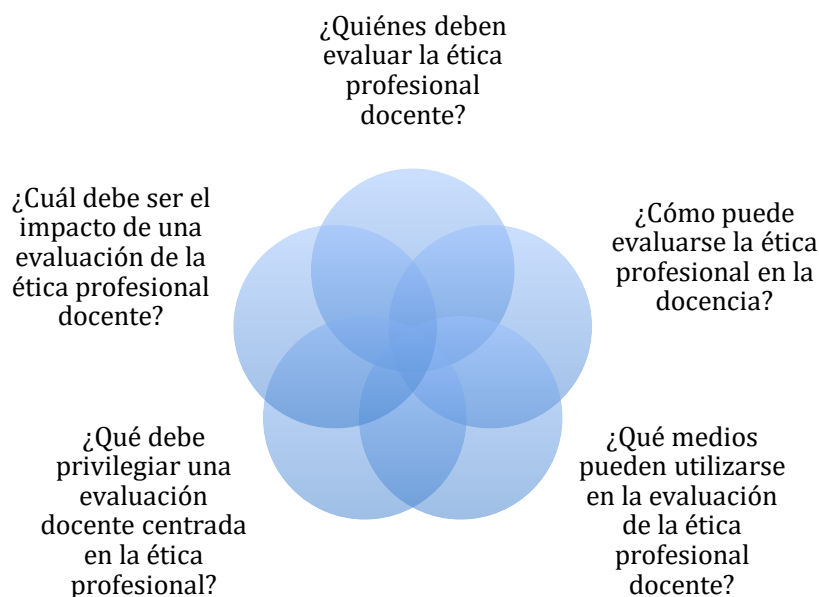 ¿Quiénes deben
evaluar la ética
profesional
docente?
¿Cómo puede
evaluarse la ética
profesional en la
docencia?
¿Qué medios
pueden utilizarse
en la evaluación
de la ética
profesional
docente?
¿Qué debe
privilegiar una
evaluación
docente centrada
en la ética
profesional?
¿Cuál debe ser el
impacto de una
evaluación de la
ética profesional
docente?